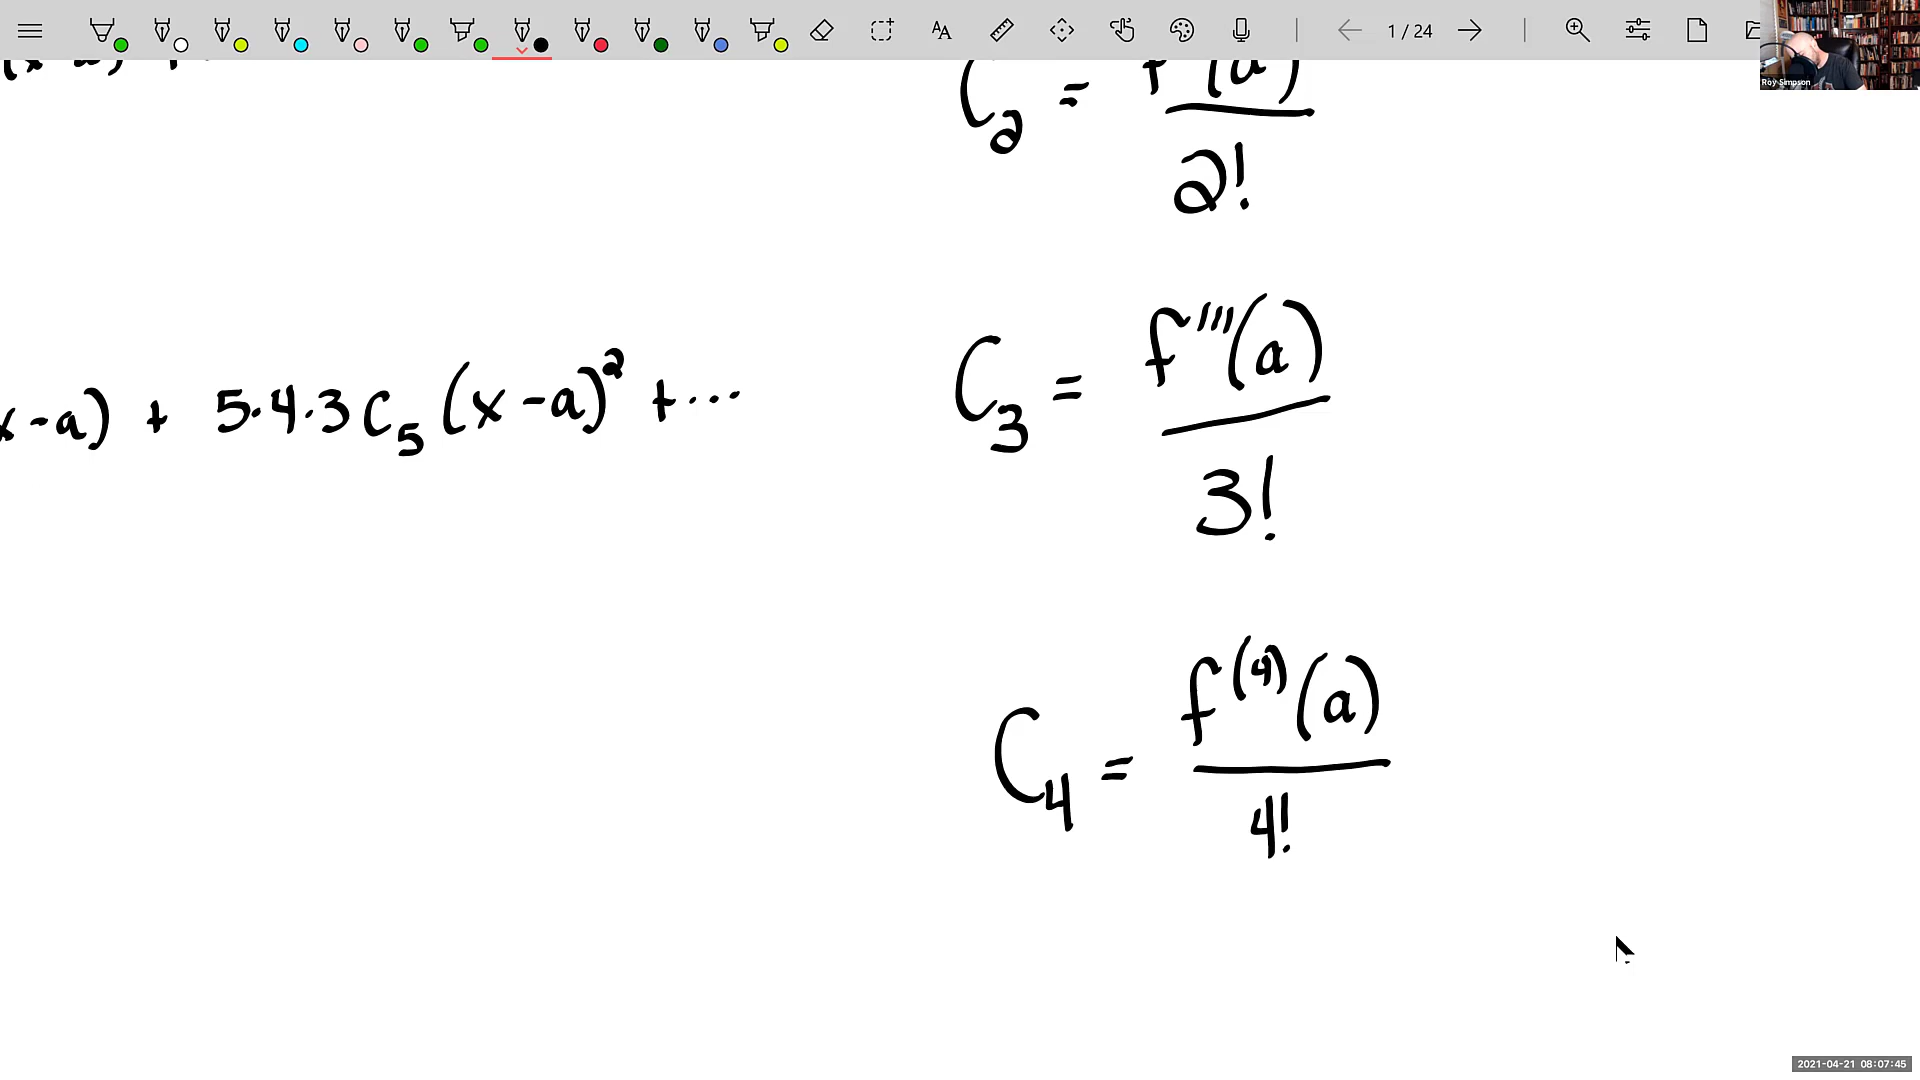 1 / 24
Roy Simpson
C₂ = f''(a) / 2!
x-a) + 5·4·3 C₅ (x-a)² + ···
C₃ = f'''(a) / 3!
C₄ = f⁽⁴⁾(a) / 4!
2021-04-21 08:07:45